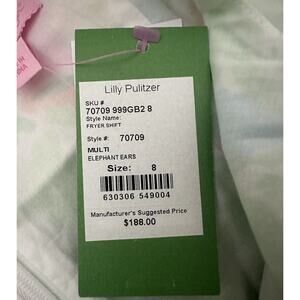 Lilly Pulitzer
SKU #
70709 999GB2 8
Style Name:
FRYER SHIFT
Style #: 70709
MULTI
ELEPHANT EARS
Size: 8
630306 549004
Manufacturer's Suggested Price
$188.00